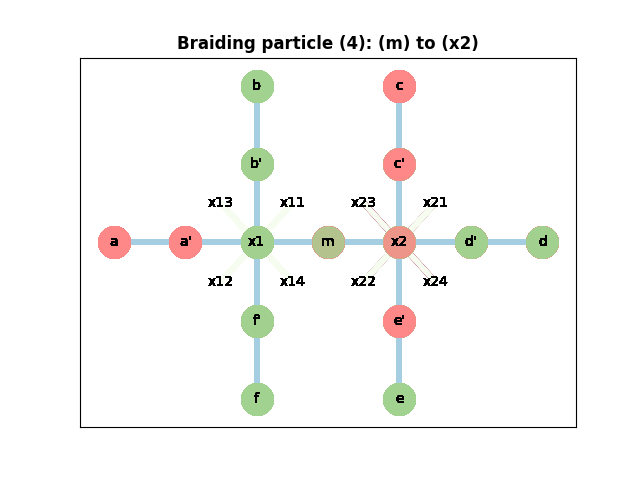 Braiding particle (4): (m) to (x2)
b c
b' c'
x13 x11 x23 x21
a a' x1 m x2 d' d
x12 x14 x22 x24
f' e'
f e